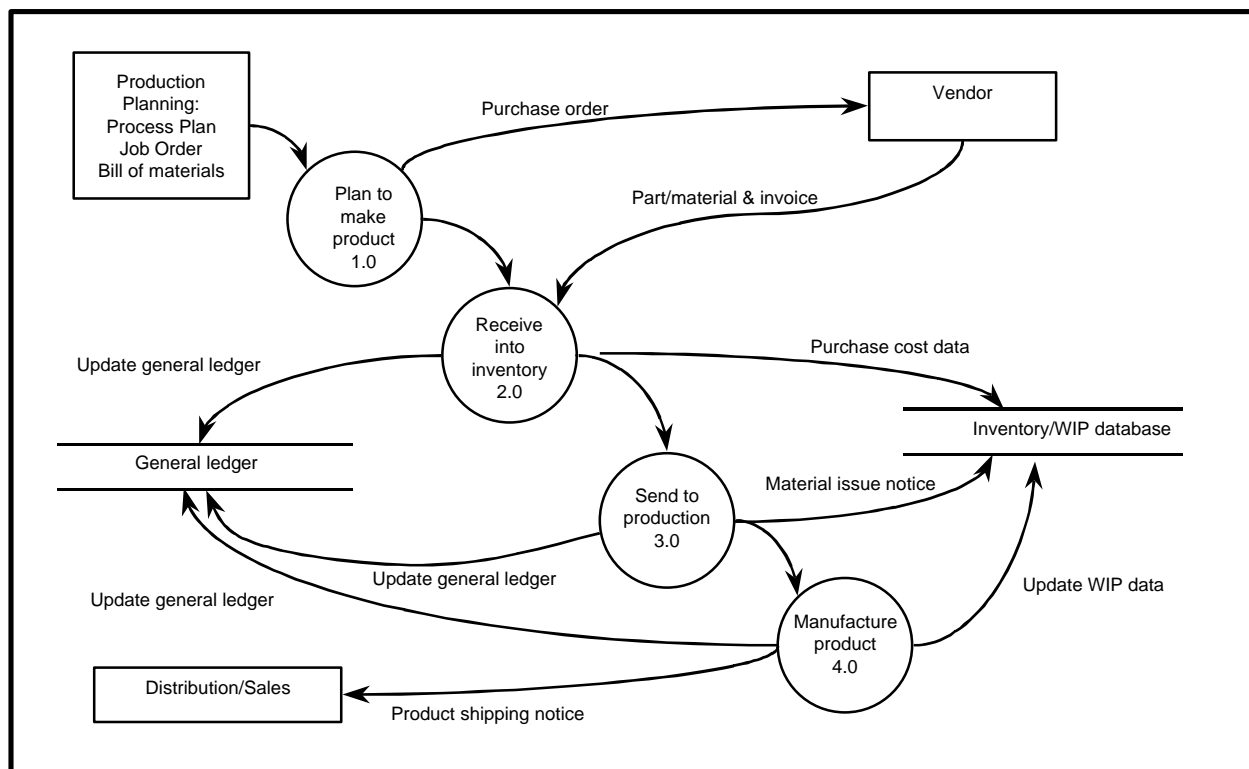 Production
Planning:
Process Plan
Job Order
Bill of materials
Purchase order
Vendor
Plan to
make
product
1.0
Part/material & invoice
Receive
into
inventory
2.0
Update general ledger
Purchase cost data
General ledger
Inventory/WIP database
Send to
production
3.0
Material issue notice
Update general ledger
Update general ledger
Manufacture
product
4.0
Update WIP data
Distribution/Sales
Product shipping notice